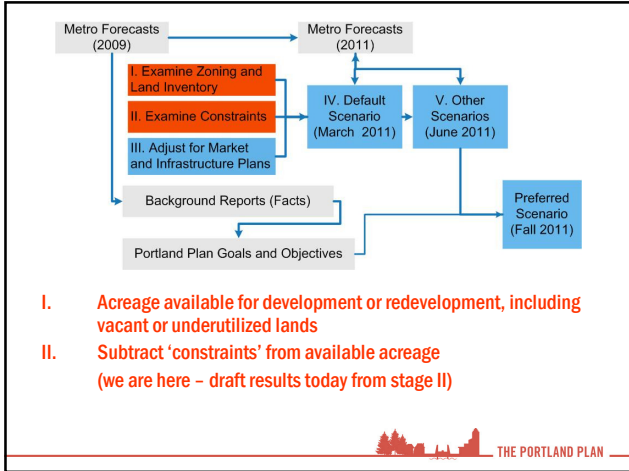 Metro Forecasts
(2009)
Metro Forecasts
(2011)
I. Examine Zoning and
Land Inventory
II. Examine Constraints
III. Adjust for Market
and Infrastructure Plans
IV. Default
Scenario
(March 2011)
V. Other
Scenarios
(June 2011)
Background Reports (Facts)
Portland Plan Goals and Objectives
Preferred
Scenario
(Fall 2011)
I. Acreage available for development or redevelopment, including
vacant or underutilized lands
II. Subtract ‘constraints’ from available acreage
(we are here – draft results today from stage II)
THE PORTLAND PLAN